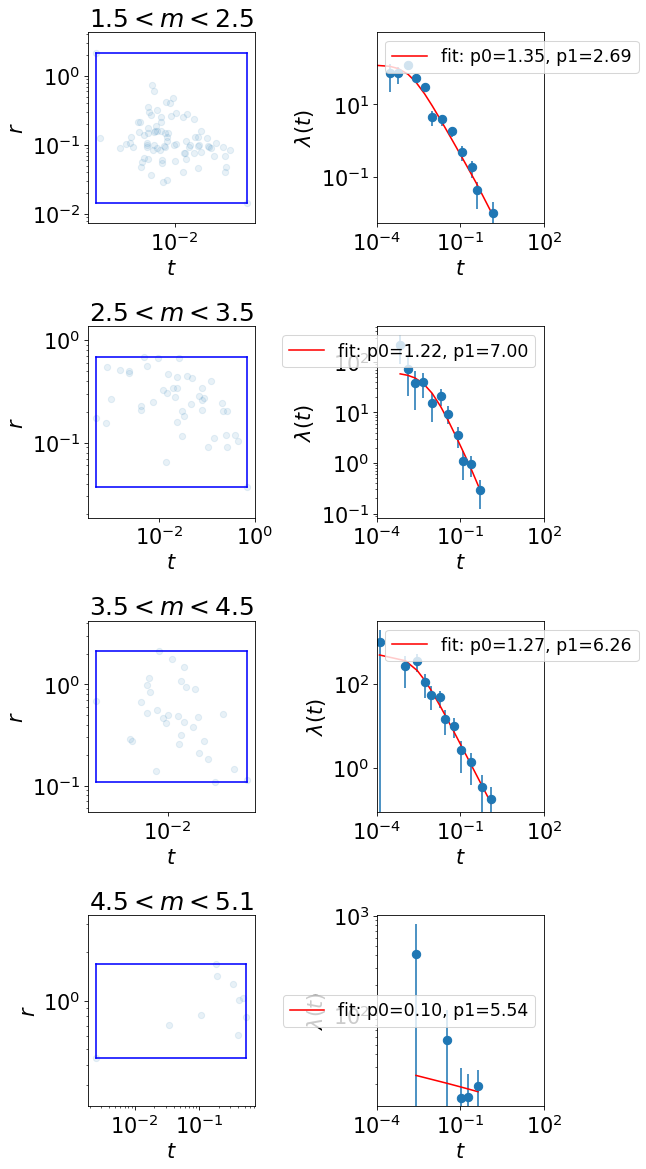 1.5 < m < 2.5
10⁰
10⁻¹
10⁻²
r
10⁻²
t
fit: p0=1.35, p1=2.69
10¹
10⁻¹
λ(t)
10⁻⁴ 10⁻¹ 10²
t
2.5 < m < 3.5
10⁰
10⁻¹
r
10⁻² 10⁰
t
fit: p0=1.22, p1=7.00
10²
10¹
10⁰
10⁻¹
λ(t)
10⁻⁴ 10⁻¹ 10²
t
3.5 < m < 4.5
10⁰
10⁻¹
r
10⁻²
t
fit: p0=1.27, p1=6.26
10²
10⁰
λ(t)
10⁻⁴ 10⁻¹ 10²
t
4.5 < m < 5.1
10⁰
r
10⁻² 10⁻¹
t
10³
fit: p0=0.10, p1=5.54
10²
λ(t)
10⁻⁴ 10⁻¹ 10²
t